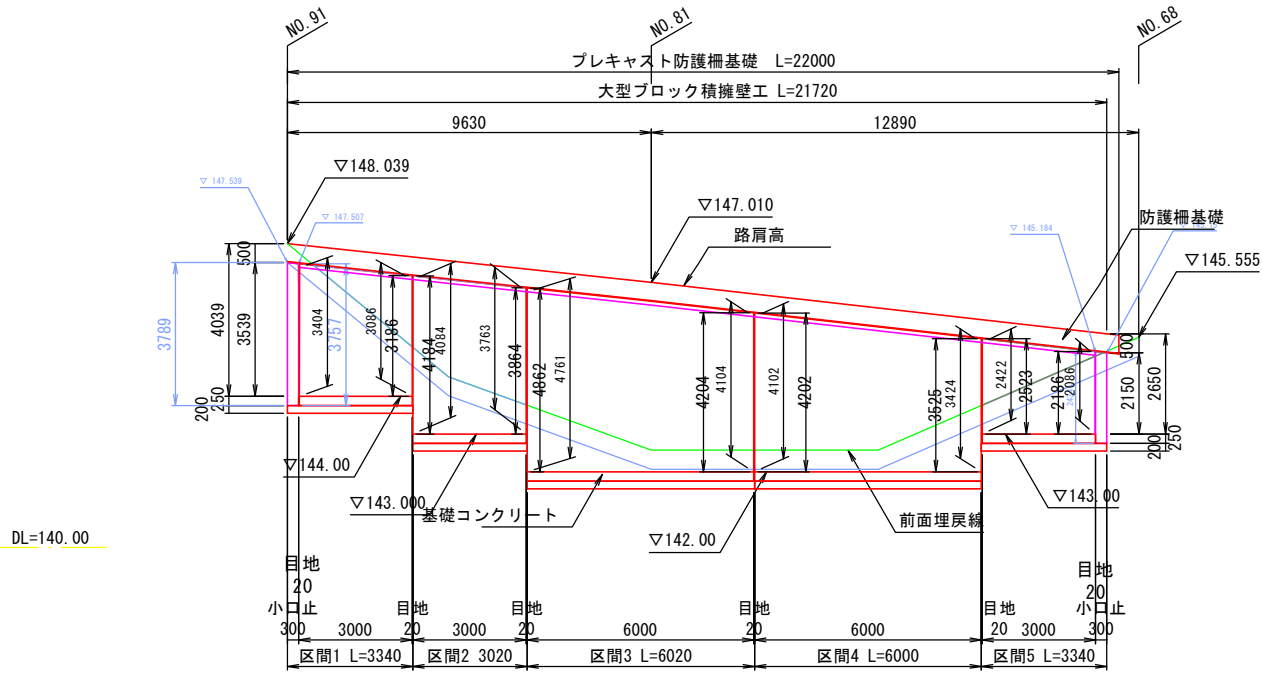 NO.91
NO.81
NO.68
プレキャスト防護柵基礎 L=22000
大型ブロック積擁壁工 L=21720
9630
12890
▽148.039
▽147.539
▽147.507
▽147.010
路肩高
防護柵基礎
▽145.184
▽145.555
3789
4039
3539
500
200
250
3404
3757
3086
3186
4184
4084
3763
3864
4862
4761
4204
4104
4102
4202
3525
3424
2422
2523
2186
2086
500
2150
2650
200
250
▽144.00
▽143.000
基礎コンクリート
▽142.00
前面埋戻線
▽143.00
DL=140.00
目地
20
小口止
300
3000
目地
20
3000
目地
20
6000
目地
20
6000
目地
20
3000
目地
20
小口止
300
区間1 L=3340
区間2 3020
区間3 L=6020
区間4 L=6000
区間5 L=3340